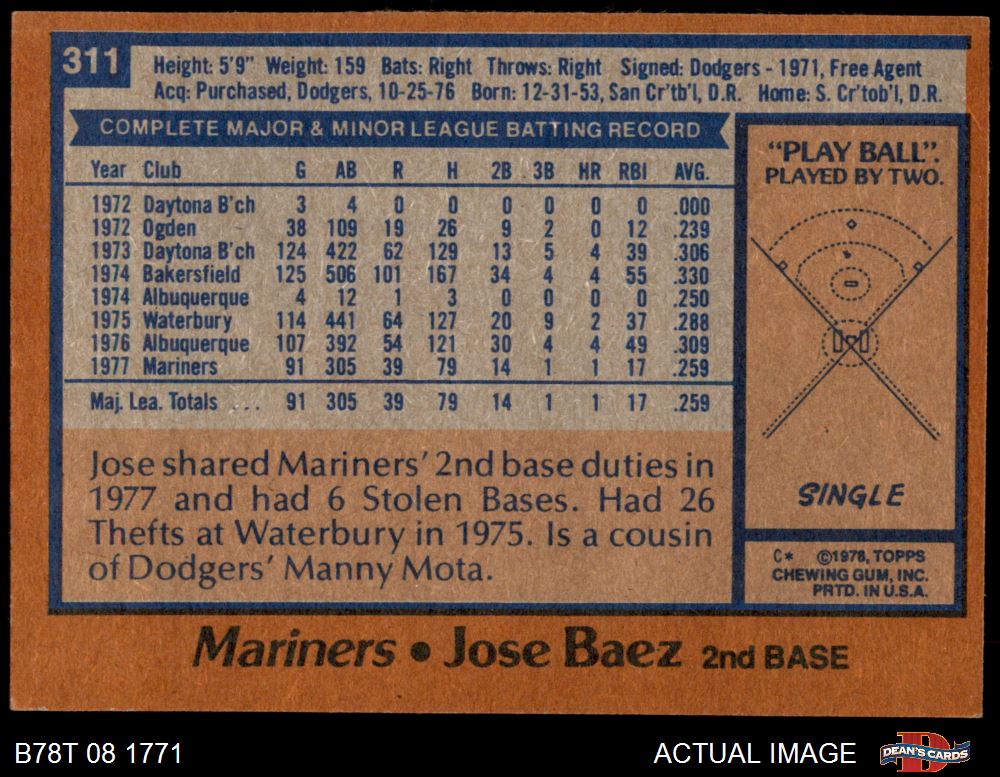 311
Height: 5'9" Weight: 159 Bats: Right Throws: Right Signed: Dodgers - 1971, Free Agent
Acq: Purchased, Dodgers, 10-25-76 Born: 12-31-53, San Cr'tb'l, D.R. Home: S. Cr'tob'l, D.R.
COMPLETE MAJOR & MINOR LEAGUE BATTING RECORD
Year Club G AB R H 2B 3B HR RBI AVG.
1972 Daytona B'ch 3 4 0 0 0 0 0 0 .000
1972 Ogden 38 109 19 26 9 2 0 12 .239
1973 Daytona B'ch 124 422 62 129 13 5 4 39 .306
1974 Bakersfield 125 506 101 167 34 4 4 55 .330
1974 Albuquerque 4 12 1 3 0 0 0 0 .250
1975 Waterbury 114 441 64 127 20 9 2 37 .288
1976 Albuquerque 107 392 54 121 30 4 4 49 .309
1977 Mariners 91 305 39 79 14 1 1 17 .259
Maj. Lea. Totals ... 91 305 39 79 14 1 1 17 .259
Jose shared Mariners' 2nd base duties in
1977 and had 6 Stolen Bases. Had 26
Thefts at Waterbury in 1975. Is a cousin
of Dodgers' Manny Mota.
"PLAY BALL".
PLAYED BY TWO.
SINGLE
C* ©1978, TOPPS
CHEWING GUM, INC.
PRTD. IN U.S.A.
Mariners • Jose Baez 2nd BASE
B78T 08 1771
ACTUAL IMAGE
DEAN'S CARDS